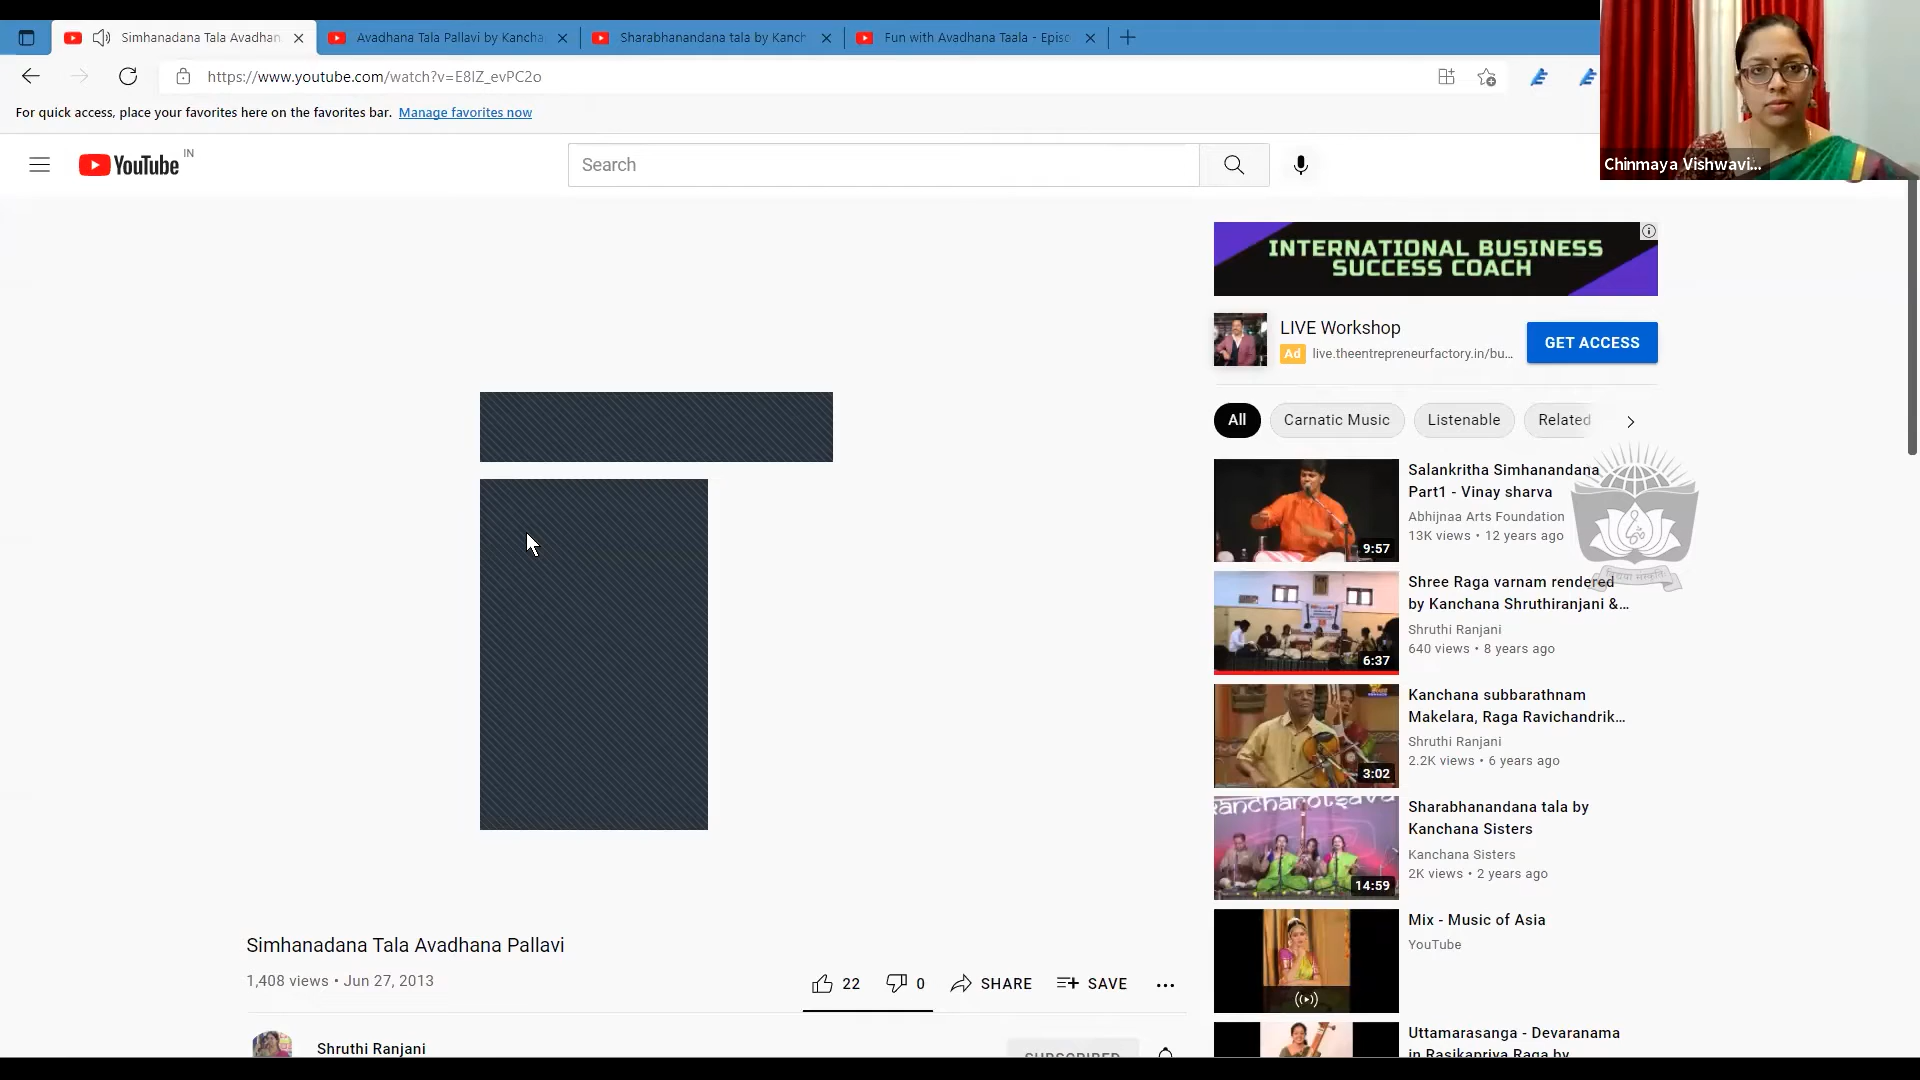 Simhanadana Tala Avadhan
Avadhana Tala Pallavi by Kancha
Sharabhanandana tala by Kanch
Fun with Avadhana Taala - Episo
https://www.youtube.com/watch?v=E8IZ_evPC2o
For quick access, place your favorites here on the favorites bar. Manage favorites now
Chinmaya Vishwavi...
YouTube IN
Search
INTERNATIONAL BUSINESS
SUCCESS COACH
LIVE Workshop
Ad live.theentrepreneurfactory.in/bu...
GET ACCESS
All Carnatic Music Listenable Related
Salankritha Simhanandana
Part1 - Vinay sharva
Abhijnaa Arts Foundation
13K views • 12 years ago
9:57
Shree Raga varnam rendered
by Kanchana Shruthiranjani &...
Shruthi Ranjani
640 views • 8 years ago
6:37
Kanchana subbarathnam
Makelara, Raga Ravichandrik...
Shruthi Ranjani
2.2K views • 6 years ago
3:02
Sharabhanandana tala by
Kanchana Sisters
Kanchana Sisters
2K views • 2 years ago
14:59
Mix - Music of Asia
YouTube
Uttamarasanga - Devaranama
in Rasikapriya Raga by
Simhanadana Tala Avadhana Pallavi
1,408 views • Jun 27, 2013
22 0 SHARE SAVE
Shruthi Ranjani
SUBSCRIBED